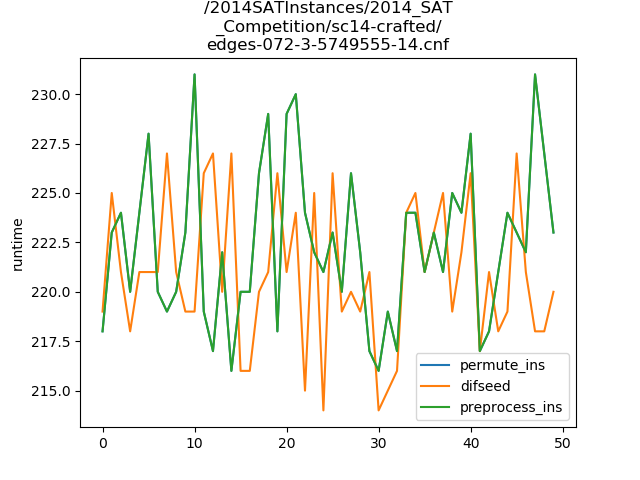 /2014SATInstances/2014_SAT
_Competition/sc14-crafted/
edges-072-3-5749555-14.cnf
230.0
227.5
225.0
222.5
220.0
217.5
215.0
runtime
permute_ins
difseed
preprocess_ins
0 10 20 30 40 50